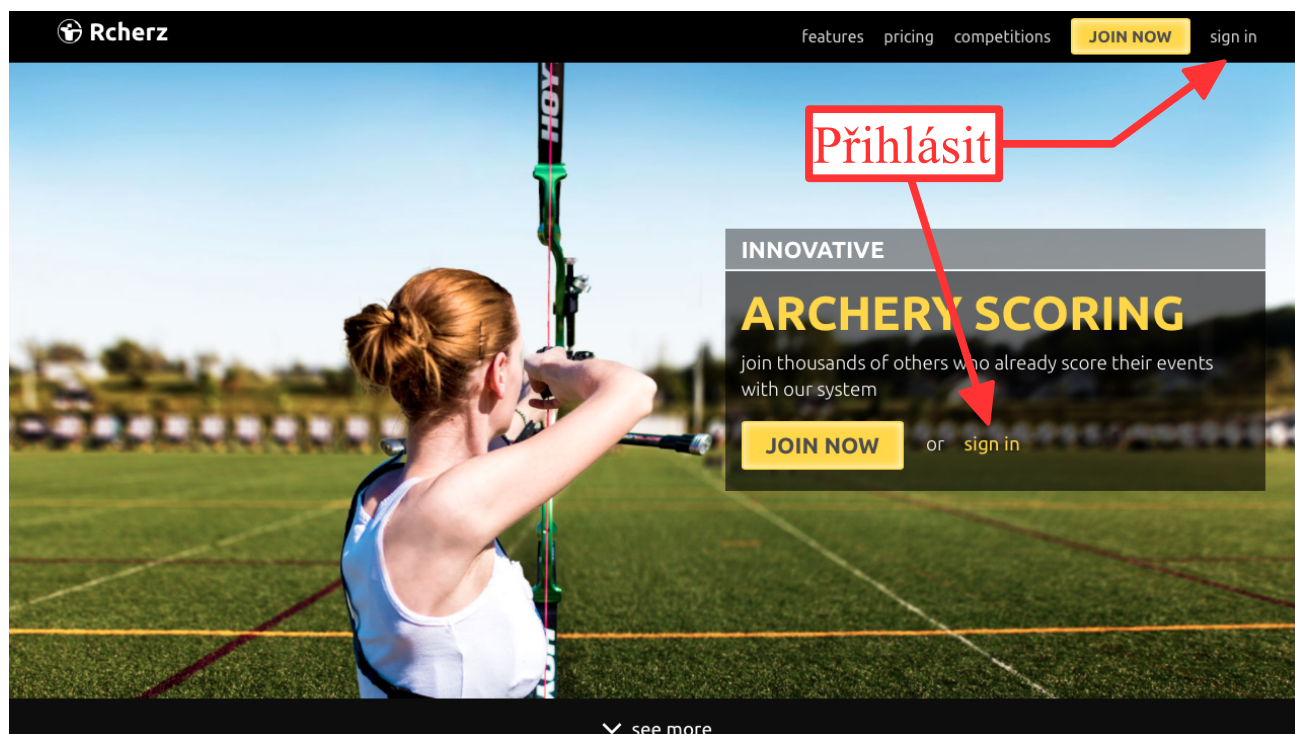 Rcherz
features pricing competitions JOIN NOW sign in
HOYT
Přihlásit
INNOVATIVE
ARCHERY SCORING
join thousands of others who already score their events
with our system
JOIN NOW or sign in
see more